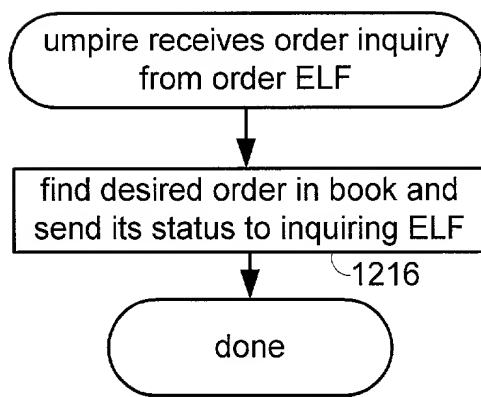 umpire receives order inquiry
from order ELF
find desired order in book and
send its status to inquiring ELF
1216
done